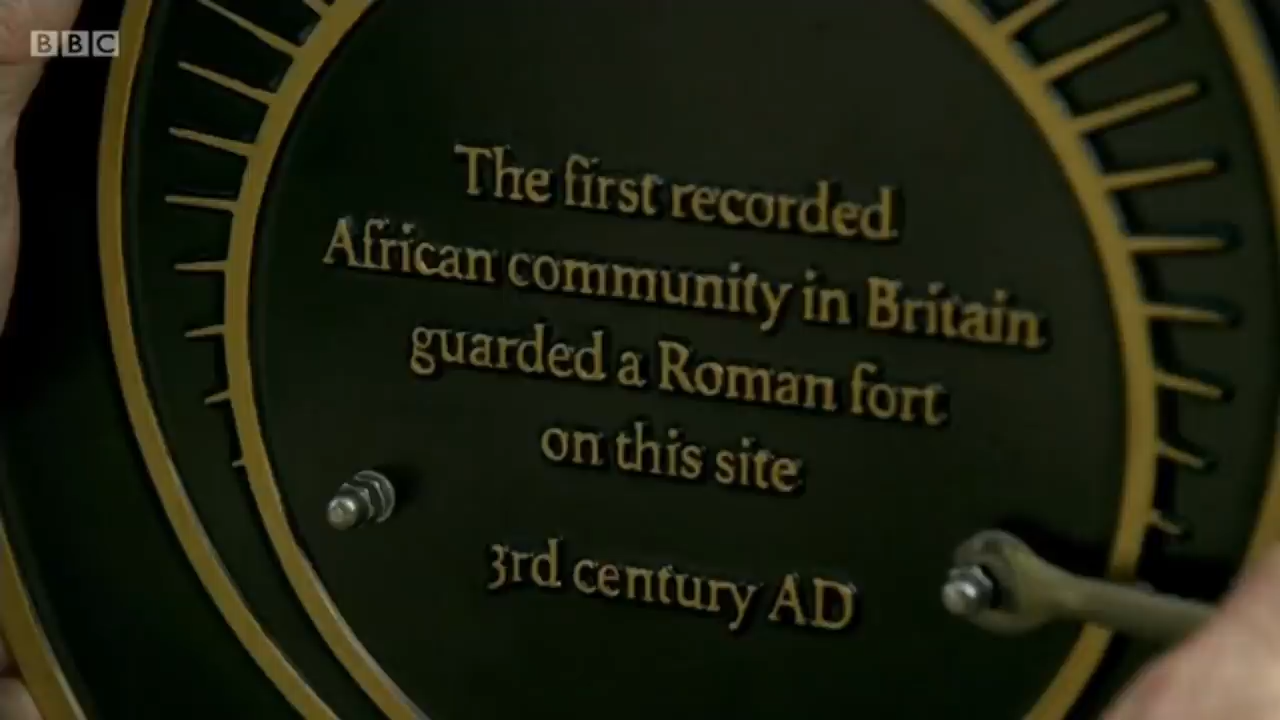 BBC
The first recorded
African community in Britain
guarded a Roman fort
on this site
3rd century AD